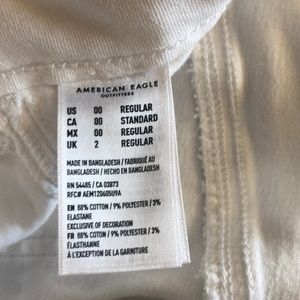 AMERICAN EAGLE
OUTFITTERS
US 00 REGULAR
CA 00 STANDARD
MX 00 REGULAR
UK 2 REGULAR
MADE IN BANGLADESH / FABRIQUÉ AU
BANGLADESH / HECHO EN BANGLADESH
RN 54485 / CA 03873
RFC# AEM120605U9A
EN 88% COTTON / 9% POLYESTER / 3%
ELASTANE
EXCLUSIVE OF DECORATION
FR 88% COTON / 9% POLYESTER / 3%
ÉLASTHANNE
À L'EXCEPTION DE LA GARNITURE